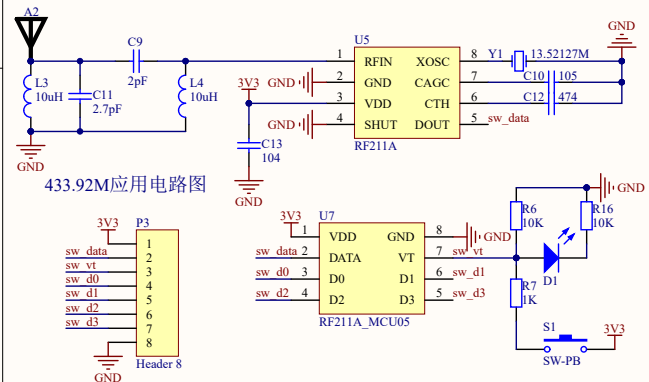 A2
C9
2pF
L3
10uH
C11
2.7pF
L4
10uH
GND
433.92M应用电路图
U5
1 RFIN XOSC 8
2 GND CAGC 7
3 VDD CTH 6
4 SHUT DOUT 5
RF211A
3V3
GND
GND
C13
104
GND
Y1 13.52127M
C10 105
C12 474
sw_data
GND
P3
3V3
1
sw_data 2
sw_vt 3
sw_d0 4
sw_d1 5
sw_d2 6
sw_d3 7
8
GND
Header 8
U7
3V3
1 VDD GND 8
sw_data 2 DATA VT 7 sw_vt
sw_d0 3 D0 D1 6 sw_d1
sw_d2 4 D2 D3 5 sw_d3
RF211A_MCU05
GND
GND
R6
10K
R16
10K
D1
R7
1K
S1
SW-PB
3V3